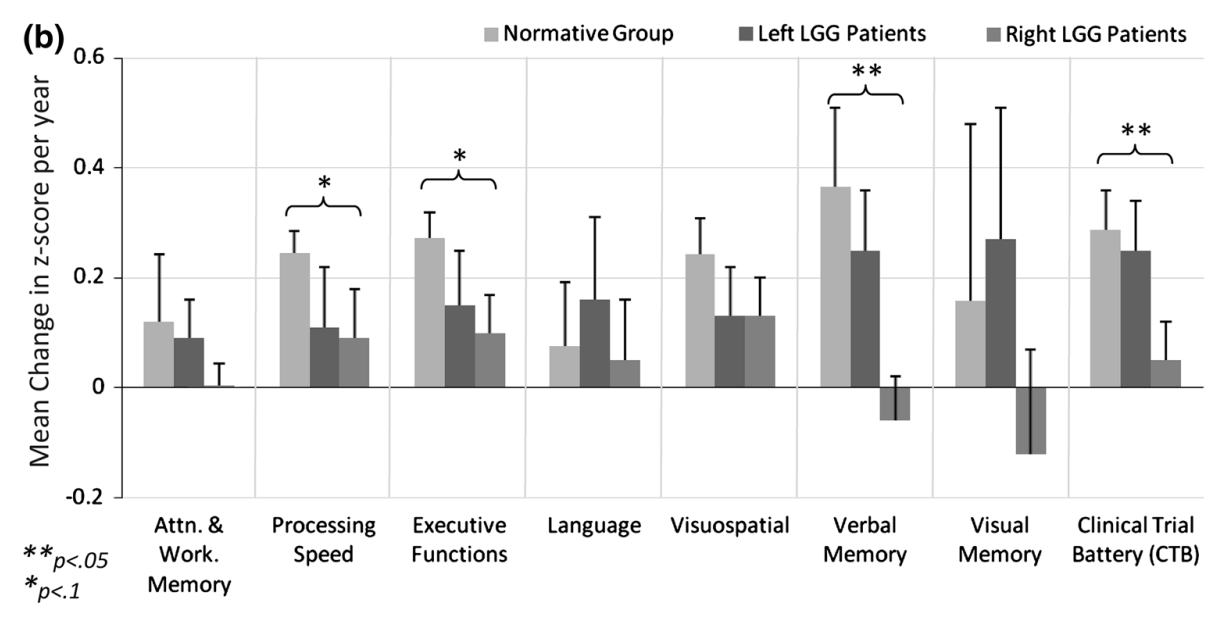 (b)
Normative Group Left LGG Patients Right LGG Patients
Mean Change in z-score per year
0.6
0.4
0.2
0
-0.2
**
*
*
**
Attn. & Work. Memory
Processing Speed
Executive Functions
Language
Visuospatial
Verbal Memory
Visual Memory
Clinical Trial Battery (CTB)
**p<.05
*p<.1